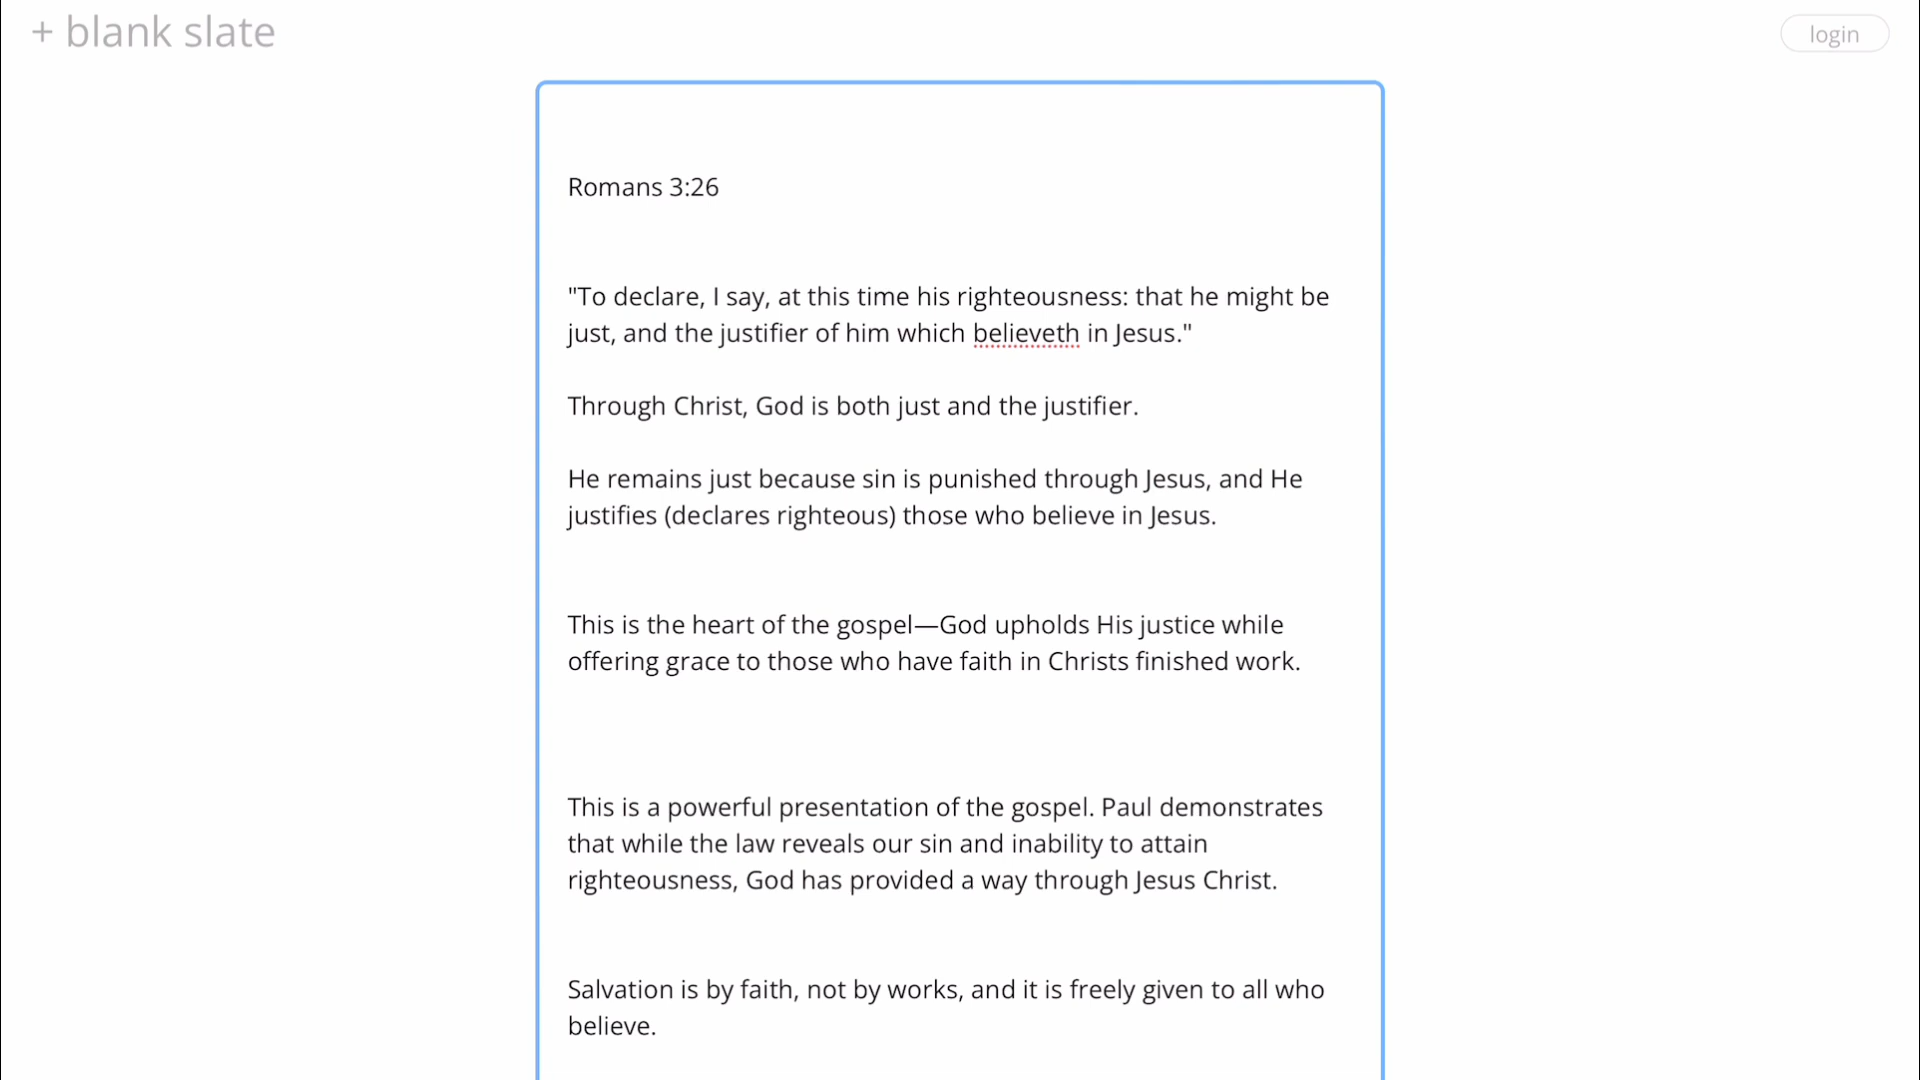 + blank slate
login
Romans 3:26
"To declare, I say, at this time his righteousness: that he might be
just, and the justifier of him which believeth in Jesus."
Through Christ, God is both just and the justifier.
He remains just because sin is punished through Jesus, and He
justifies (declares righteous) those who believe in Jesus.
This is the heart of the gospel—God upholds His justice while
offering grace to those who have faith in Christs finished work.
This is a powerful presentation of the gospel. Paul demonstrates
that while the law reveals our sin and inability to attain
righteousness, God has provided a way through Jesus Christ.
Salvation is by faith, not by works, and it is freely given to all who
believe.